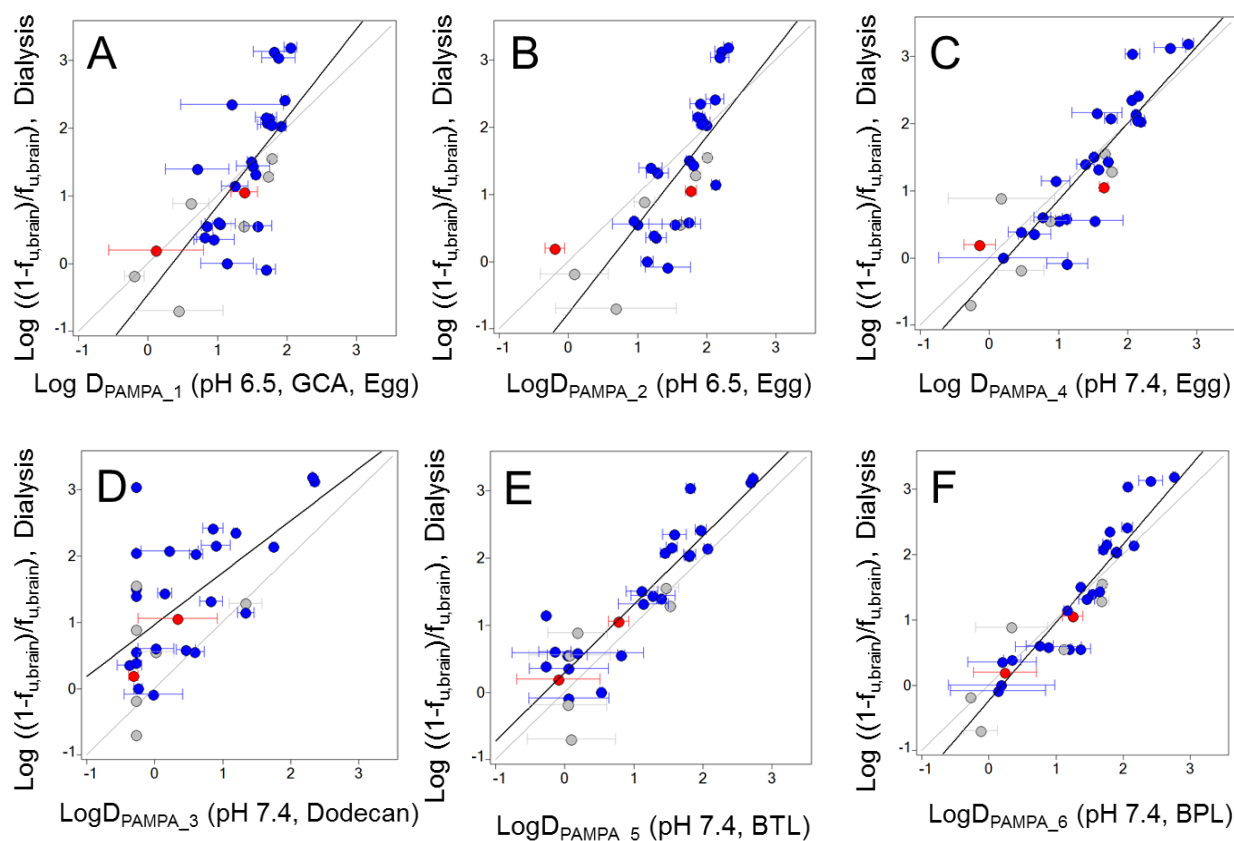 A
Log ((1-fu,brain)/fu,brain), Dialysis
3
2
1
0
-1
-1 0 1 2 3
Log DPAMPA_1 (pH 6.5, GCA, Egg)
B
Log ((1-fu,brain)/fu,brain), Dialysis
3
2
1
0
-1
-1 0 1 2 3
LogDPAMPA_2 (pH 6.5, Egg)
C
Log ((1-fu,brain)/fu,brain), Dialysis
3
2
1
0
-1
-1 0 1 2 3
Log DPAMPA_4 (pH 7.4, Egg)
D
Log ((1-fu,brain)/fu,brain), Dialysis
3
2
1
0
-1
-1 0 1 2 3
LogDPAMPA_3 (pH 7.4, Dodecan)
E
Log ((1-fu,brain)/fu,brain), Dialysis
3
2
1
0
-1
-1 0 1 2 3
LogDPAMPA_5 (pH 7.4, BTL)
F
Log ((1-fu,brain)/fu,brain), Dialysis
3
2
1
0
-1
-1 0 1 2 3
LogDPAMPA_6 (pH 7.4, BPL)